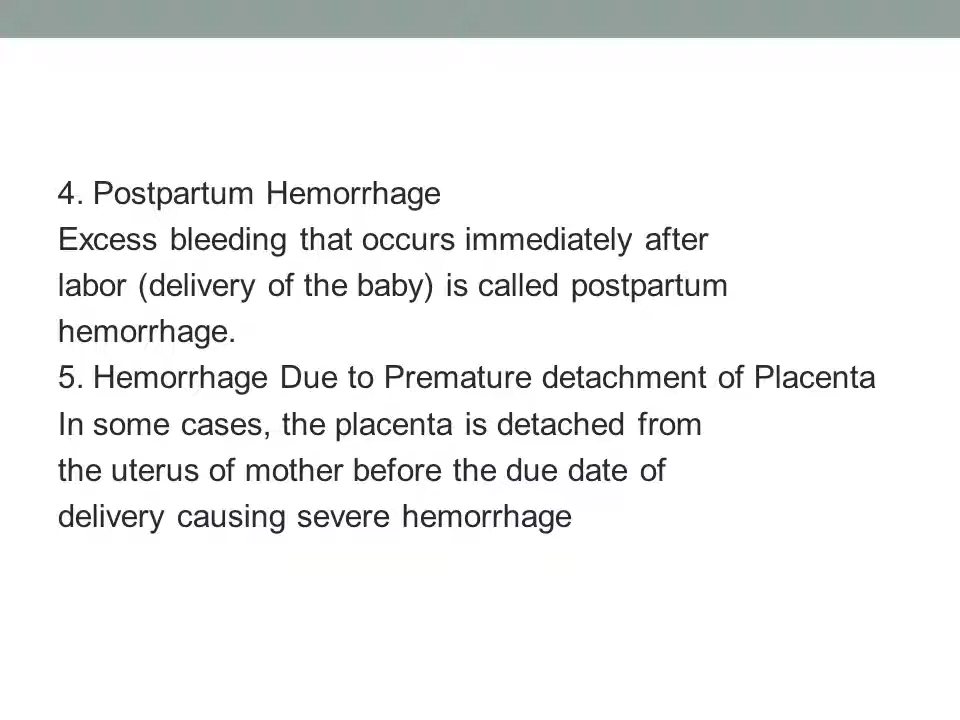 4. Postpartum Hemorrhage
Excess bleeding that occurs immediately after
labor (delivery of the baby) is called postpartum
hemorrhage.
5. Hemorrhage Due to Premature detachment of Placenta
In some cases, the placenta is detached from
the uterus of mother before the due date of
delivery causing severe hemorrhage